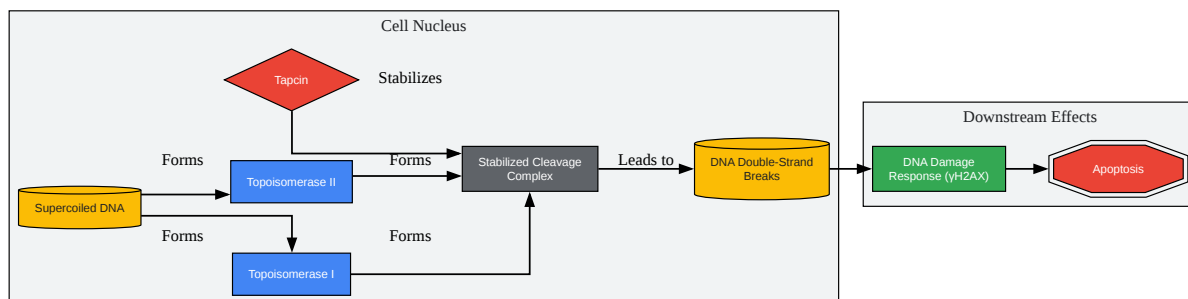 Cell Nucleus
Tapcin
Stabilizes
Downstream Effects
Forms
Forms
Stabilized Cleavage
Complex
Leads to
DNA Double-Strand
Breaks
DNA Damage
Response (γH2AX)
Apoptosis
Topoisomerase II
Supercoiled DNA
Forms
Forms
Topoisomerase I